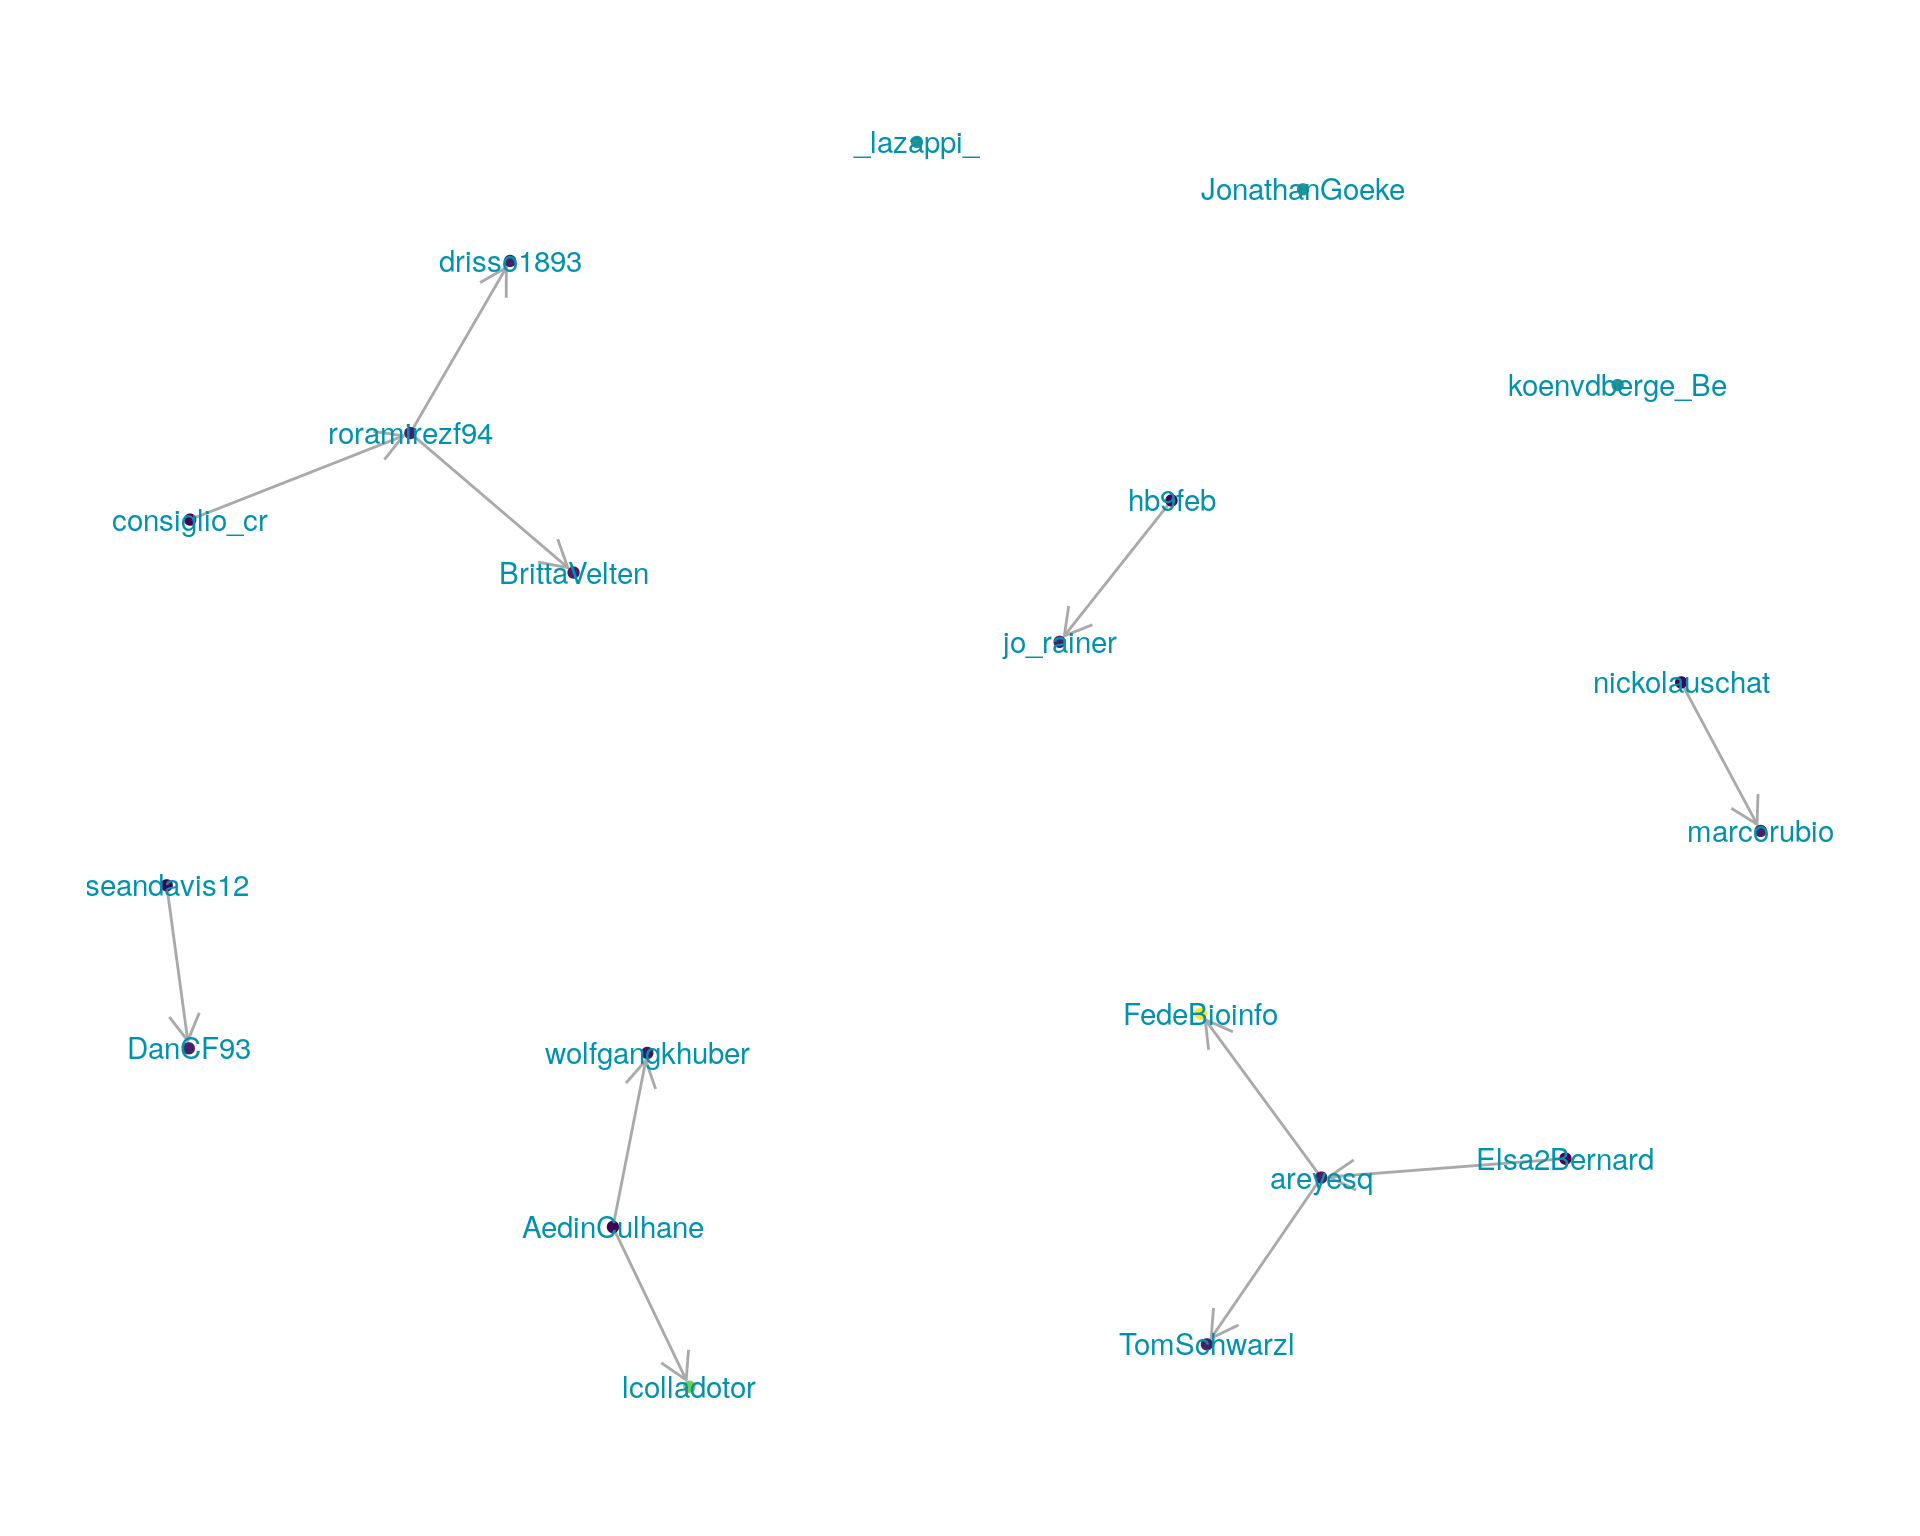 _lazappi_
JonathanGoeke
drisso1893
koenvdberge_Be
roramirezf94
hb9feb
consiglio_cr
BrittaVelten
jo_rainer
nickolauschat
marcorubio
seandavis12
FedeBioinfo
DanCF93
wolfgangkhuber
Elsa2Bernard
areyesq
AedinCulhane
TomSchwarzl
lcolladotor